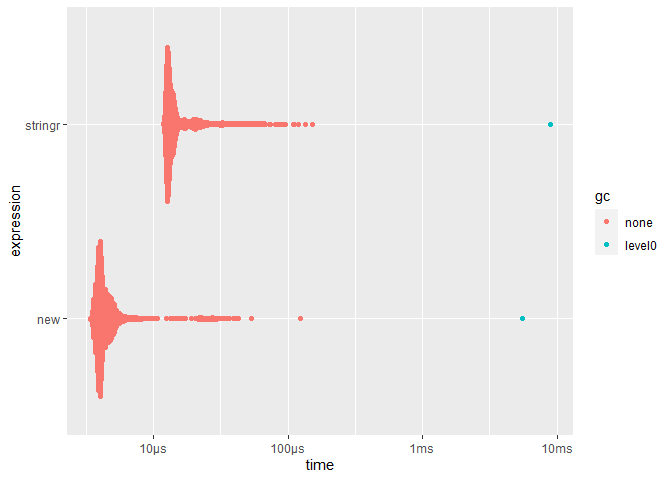 expression
stringr
new
10µs
100µs
1ms
10ms
time
gc
none
level0